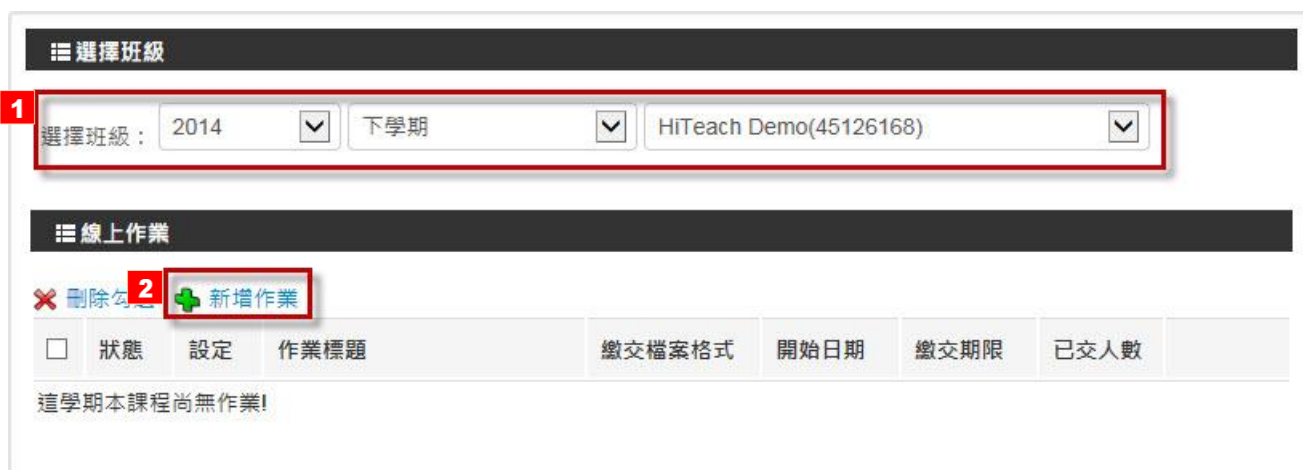 選擇班級
1
選擇班級： 2014 下學期 HiTeach Demo(45126168)
線上作業
2
刪除勾 新增作業
狀態 設定 作業標題 繳交檔案格式 開始日期 繳交期限 已交人數
這學期本課程尚無作業!